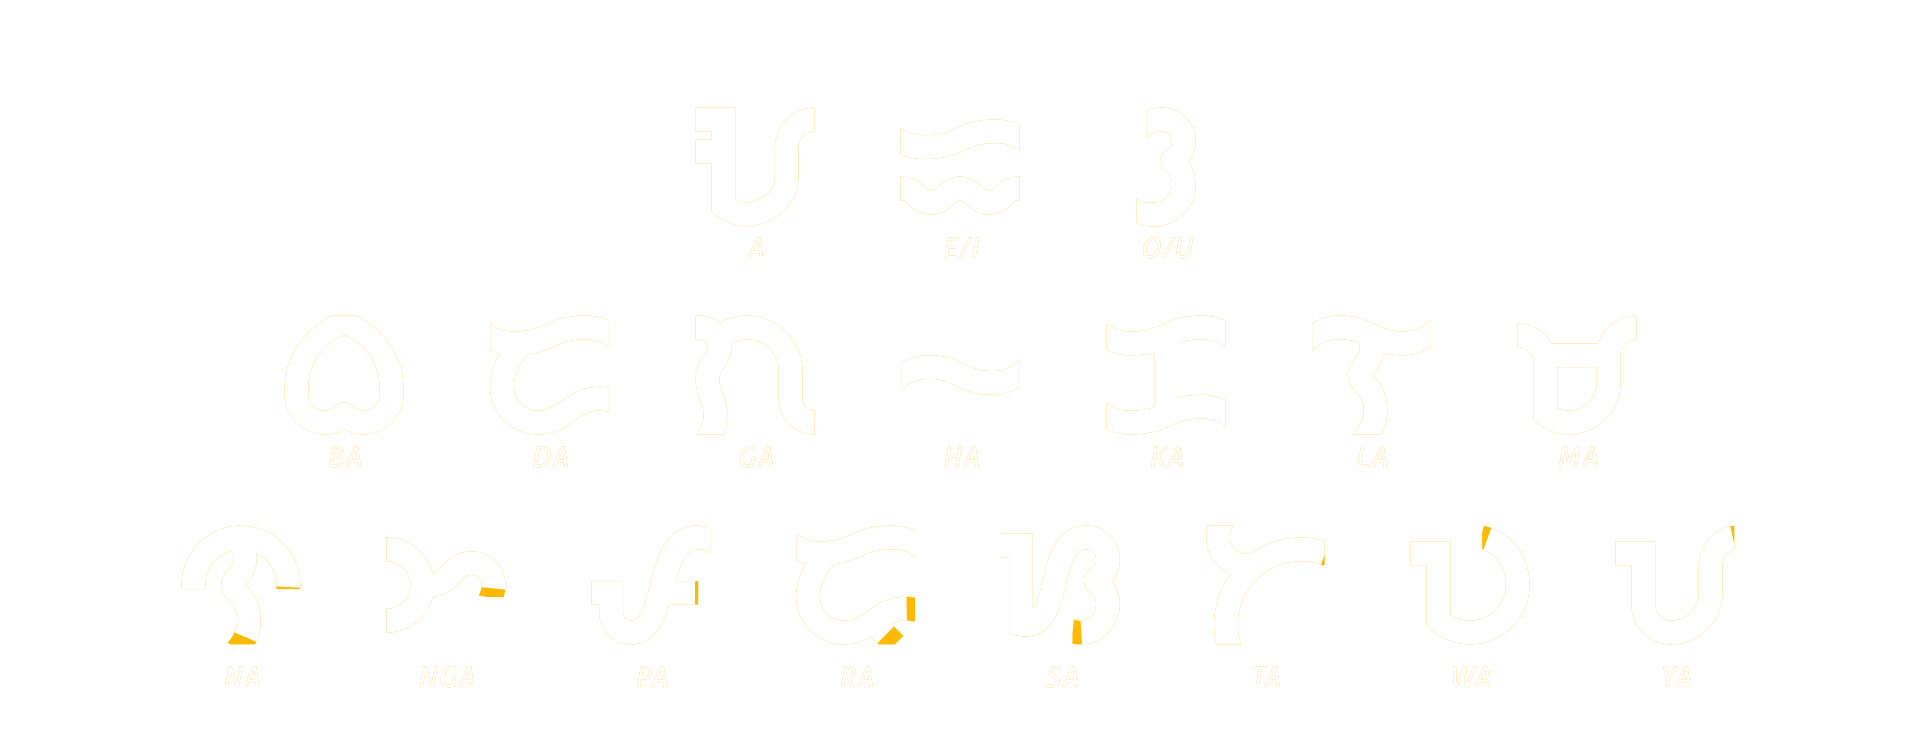 ᜀ ᜁ ᜂ
A E/I O/U
ᜊ ᜇ ᜄ ᜑ ᜃ ᜎ ᜋ
BA DA GA HA KA LA MA
ᜈ ᜅ ᜉ ᜍ ᜐ ᜆ ᜏ ᜌ
NA NGA PA RA SA TA WA YA